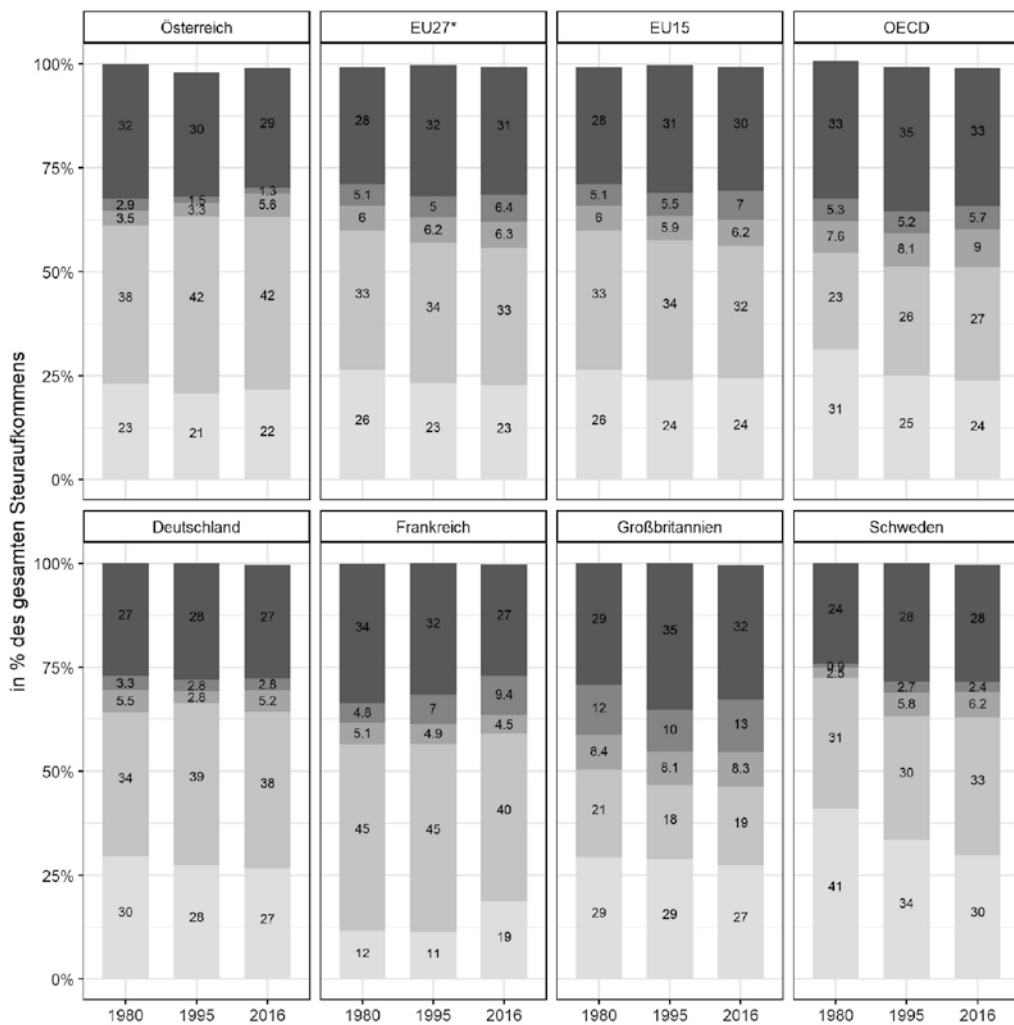 in % des gesamten Steuraufkommens
Österreich EU27* EU15 OECD
100%
75%
50%
25%
0%
32 30 29 28 32 31 28 31 30 33 35 33
2.9 1.5 1.3 5.1 5 6.4 5.1 5.5 7 5.3 5.2 5.7
3.5 3.3 5.6 6 6.2 6.3 6 5.9 6.2 7.6 8.1 9
38 42 42 33 34 33 33 34 32 23 26 27
23 21 22 26 23 23 26 24 24 31 25 24
Deutschland Frankreich Großbritannien Schweden
100%
75%
50%
25%
0%
27 28 27 34 32 27 29 35 32 24 28 28
3.3 2.8 2.8 4.8 7 9.4 12 10 13 0.9 2.7 2.4
5.5 2.8 5.2 5.1 4.9 4.5 8.4 8.1 8.3 2.5 5.8 6.2
34 39 38 45 45 40 21 18 19 31 30 33
30 28 27 12 11 19 29 29 27 41 34 30
1980 1995 2016 1980 1995 2016 1980 1995 2016 1980 1995 2016